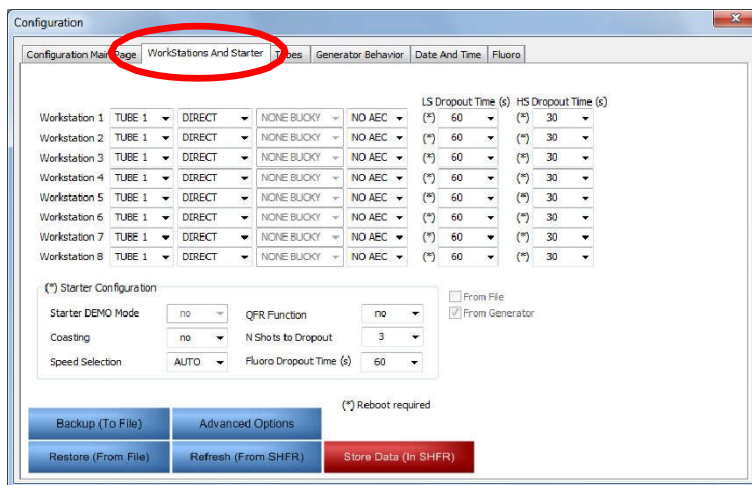 Configuration
Configuration Main Page WorkStations And Starter Tubes Generator Behavior Date And Time Fluoro
LS Dropout Time (s) HS Dropout Time (s)
Workstation 1 TUBE 1 DIRECT NONE BUCKY NO AEC (*) 60 (*) 30
Workstation 2 TUBE 1 DIRECT NONE BUCKY NO AEC (*) 60 (*) 30
Workstation 3 TUBE 1 DIRECT NONE BUCKY NO AEC (*) 60 (*) 30
Workstation 4 TUBE 1 DIRECT NONE BUCKY NO AEC (*) 60 (*) 30
Workstation 5 TUBE 1 DIRECT NONE BUCKY NO AEC (*) 60 (*) 30
Workstation 6 TUBE 1 DIRECT NONE BUCKY NO AEC (*) 60 (*) 30
Workstation 7 TUBE 1 DIRECT NONE BUCKY NO AEC (*) 60 (*) 30
Workstation 8 TUBE 1 DIRECT NONE BUCKY NO AEC (*) 60 (*) 30
(*) Starter Configuration
Starter DEMO Mode no QFR Function no
Coasting no N Shots to Dropout 3
Speed Selection AUTO Fluoro Dropout Time (s) 60
From File
From Generator
(*) Reboot required
Backup (To File) Advanced Options
Restore (From File) Refresh (From SHFR) Store Data (In SHFR)